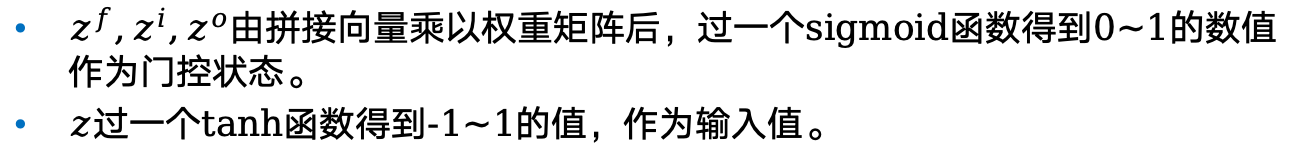 • z^f, z^i, z^o由拼接向量乘以权重矩阵后，过一个sigmoid函数得到0~1的数值
作为门控状态。
• z过一个tanh函数得到-1~1的值，作为输入值。